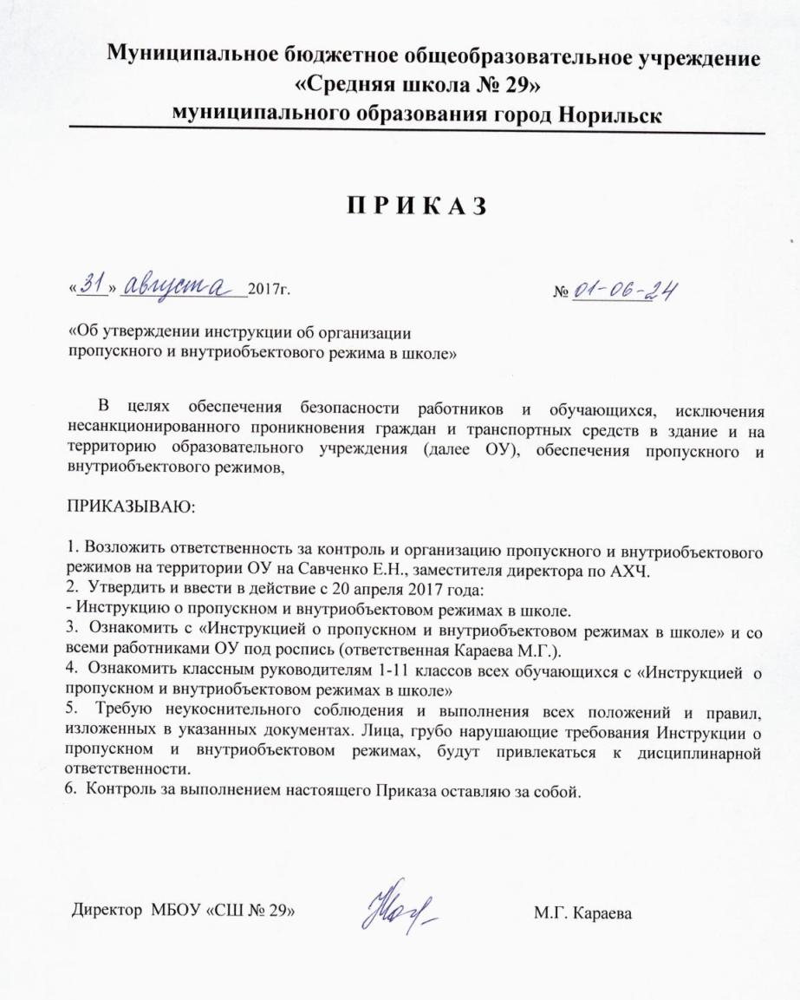 Муниципальное бюджетное общеобразовательное учреждение
«Средняя школа № 29»
муниципального образования город Норильск
П Р И К А З
«31» августа 2017г. № 01-06-24
«Об утверждении инструкции об организации
пропускного и внутриобъектового режима в школе»
В целях обеспечения безопасности работников и обучающихся, исключения
несанкционированного проникновения граждан и транспортных средств в здание и на
территорию образовательного учреждения (далее ОУ), обеспечения пропускного и
внутриобъектового режимов,
ПРИКАЗЫВАЮ:
1. Возложить ответственность за контроль и организацию пропускного и внутриобъектового
режимов на территории ОУ на Савченко Е.Н., заместителя директора по АХЧ.
2. Утвердить и ввести в действие с 20 апреля 2017 года:
- Инструкцию о пропускном и внутриобъектовом режимах в школе.
3. Ознакомить с «Инструкцией о пропускном и внутриобъектовом режимах в школе» и со
всеми работниками ОУ под роспись (ответственная Караева М.Г.).
4. Ознакомить классным руководителям 1-11 классов всех обучающихся с «Инструкцией о
пропускном и внутриобъектовом режимах в школе»
5. Требую неукоснительного соблюдения и выполнения всех положений и правил,
изложенных в указанных документах. Лица, грубо нарушающие требования Инструкции о
пропускном и внутриобъектовом режимах, будут привлекаться к дисциплинарной
ответственности.
6. Контроль за выполнением настоящего Приказа оставляю за собой.
Директор МБОУ «СШ № 29» М.Г. Караева